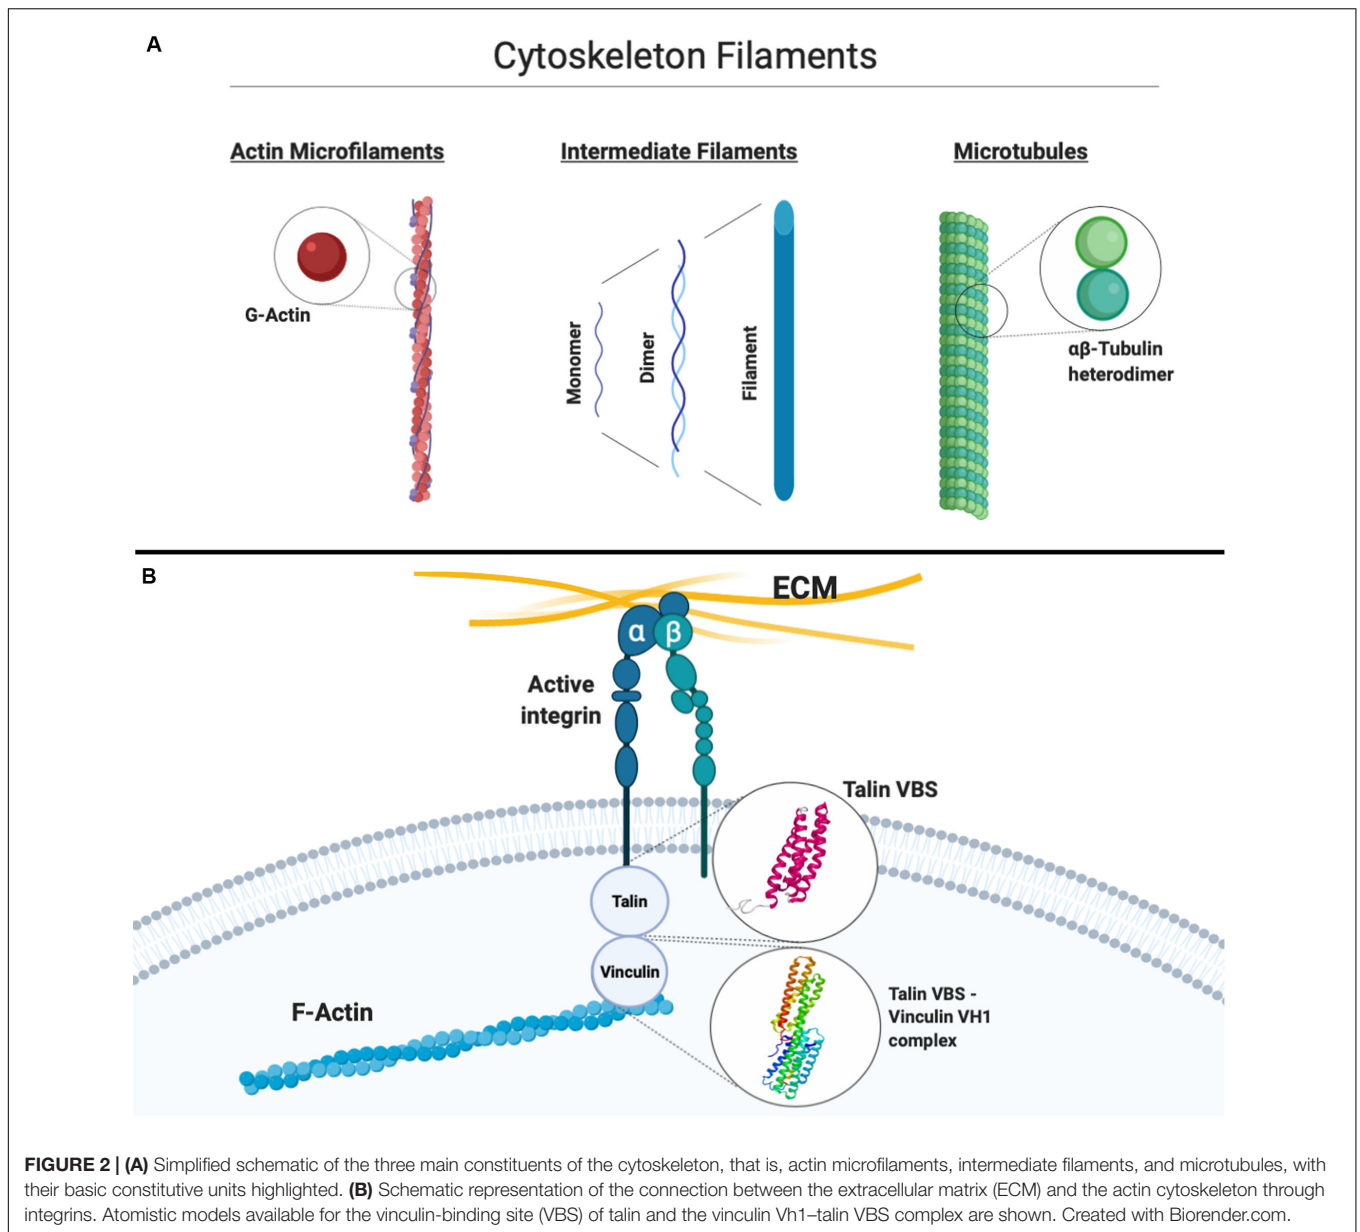 A
Cytoskeleton Filaments
Actin Microfilaments
Intermediate Filaments
Microtubules
G-Actin
Monomer
Dimer
Filament
αβ-Tubulin
heterodimer
B
ECM
α
β
Active
integrin
Talin VBS
Talin
Vinculin
F-Actin
Talin VBS -
Vinculin VH1
complex
FIGURE 2 | (A) Simplified schematic of the three main constituents of the cytoskeleton, that is, actin microfilaments, intermediate filaments, and microtubules, with
their basic constitutive units highlighted. (B) Schematic representation of the connection between the extracellular matrix (ECM) and the actin cytoskeleton through
integrins. Atomistic models available for the vinculin-binding site (VBS) of talin and the vinculin Vh1–talin VBS complex are shown. Created with Biorender.com.